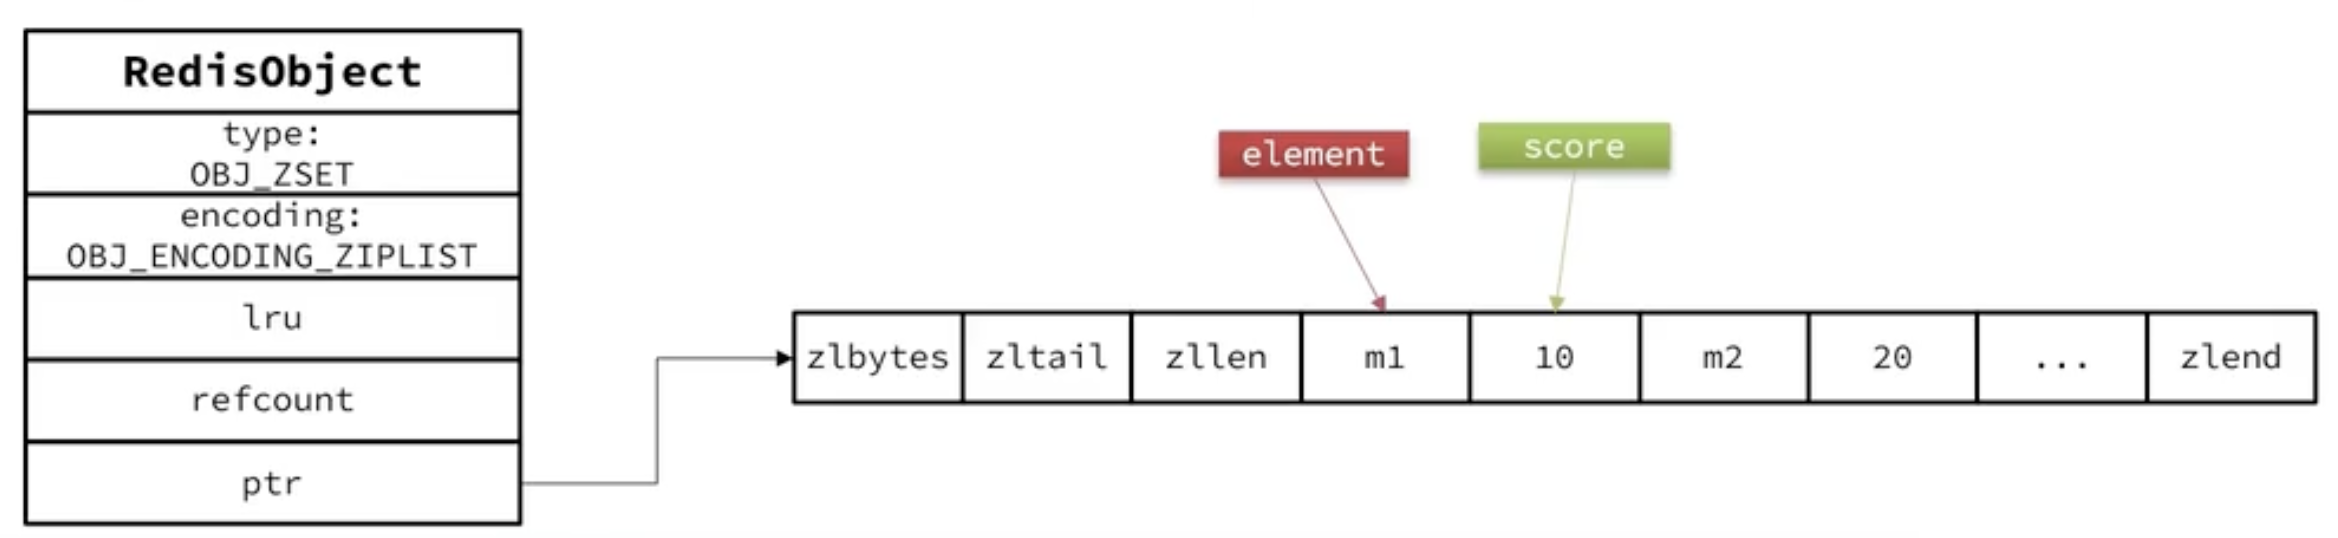 RedisObject
type:
OBJ_ZSET
encoding:
OBJ_ENCODING_ZIPLIST
lru
refcount
ptr
element
score
zlbytes
zltail
zllen
m1
10
m2
20
...
zlend